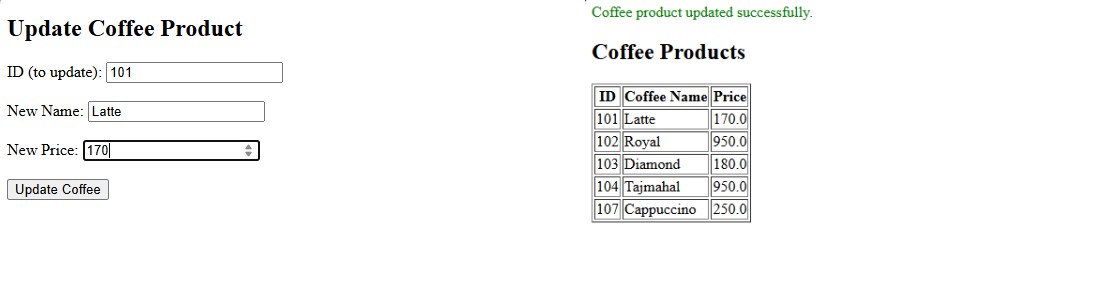 Update Coffee Product
ID (to update): 101
New Name: Latte
New Price: 170
Update Coffee
Coffee product updated successfully.
Coffee Products
ID Coffee Name Price
101 Latte 170.0
102 Royal 950.0
103 Diamond 180.0
104 Tajmahal 950.0
107 Cappuccino 250.0